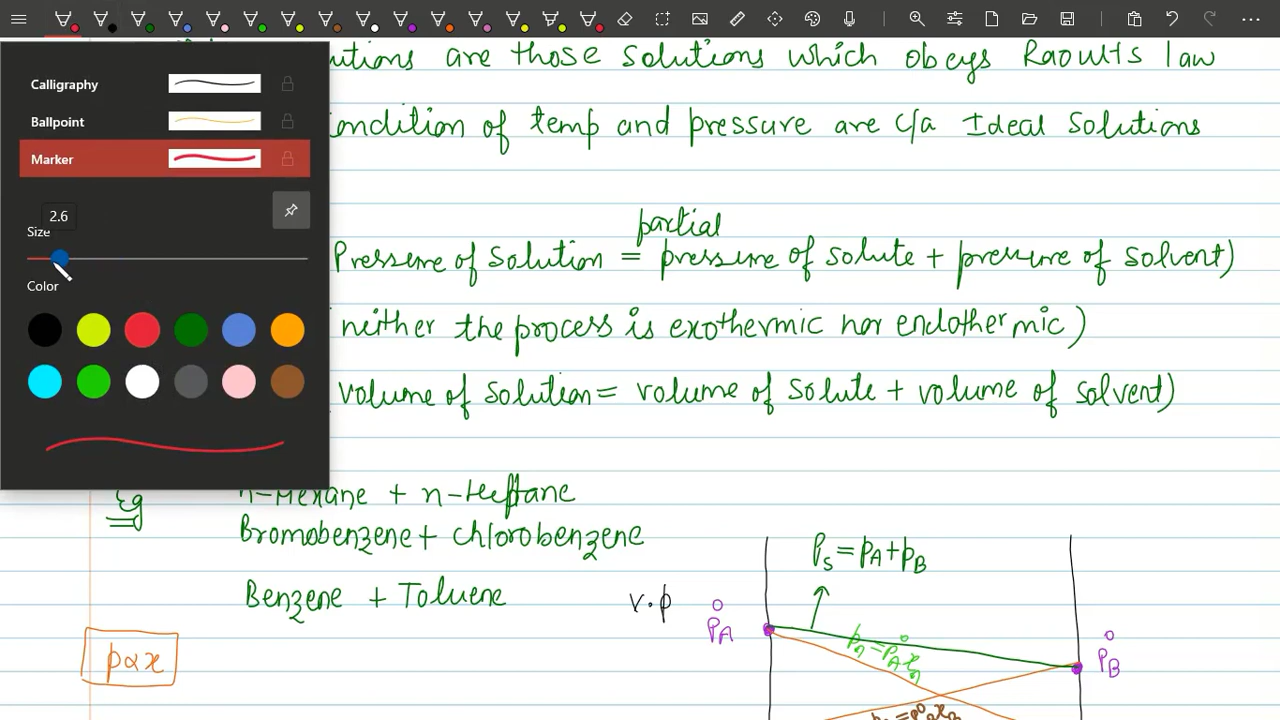 utions are those solutions which obeys Raoults law
Calligraphy
Ballpoint
ondition of temp and pressure are c/a Ideal Solutions
Marker
2.6
Size
partial
Pressure of Solution = pressure of solute + pressure of solvent)
Color
neither the process is exothermic nor endothermic)
volume of solution = volume of solute + volume of solvent)
Eg
n-Hexane + n-Heptane
Bromobenzene + chlorobenzene
Benzene + Toluene
v.p
Ps = pA + pB
p°A
pA = p°A xA
p°B
p∝x